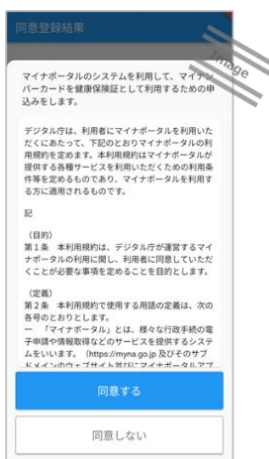 同意登録結果
Image
マイナポータルのシステムを利用して、マイナン
バーカードを健康保険証として利用するための申
込みをします。
デジタル庁は、利用者にマイナポータルを利用いた
だくにあたって、下記のとおりマイナポータルの利
用規約を定めます。本利用規約はマイナポータルが
提供する各種サービスを利用いただくための利用条
件等を定めるものであり、マイナポータルを利用す
る方に適用されるものです。
記
（目的）
第１条　本利用規約は、デジタル庁が運営するマイ
ナポータルの利用に関し、利用者に同意していただ
くことが必要な事項を定めることを目的とします。
（定義）
第２条　本利用規約で使用する用語の定義は、次の
各号のとおりとします。
一　「マイナポータル」とは、様々な行政手続の電
子申請や情報取得などのサービスを提供するシステ
ムをいいます。（https://myna.go.jp 及びそのサブ
ドメインのウェブサイト並びにマイナポータルアプ
同意する
同意しない